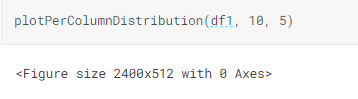 plotPerColumnDistribution(df1, 10, 5)
<Figure size 2400x512 with 0 Axes>